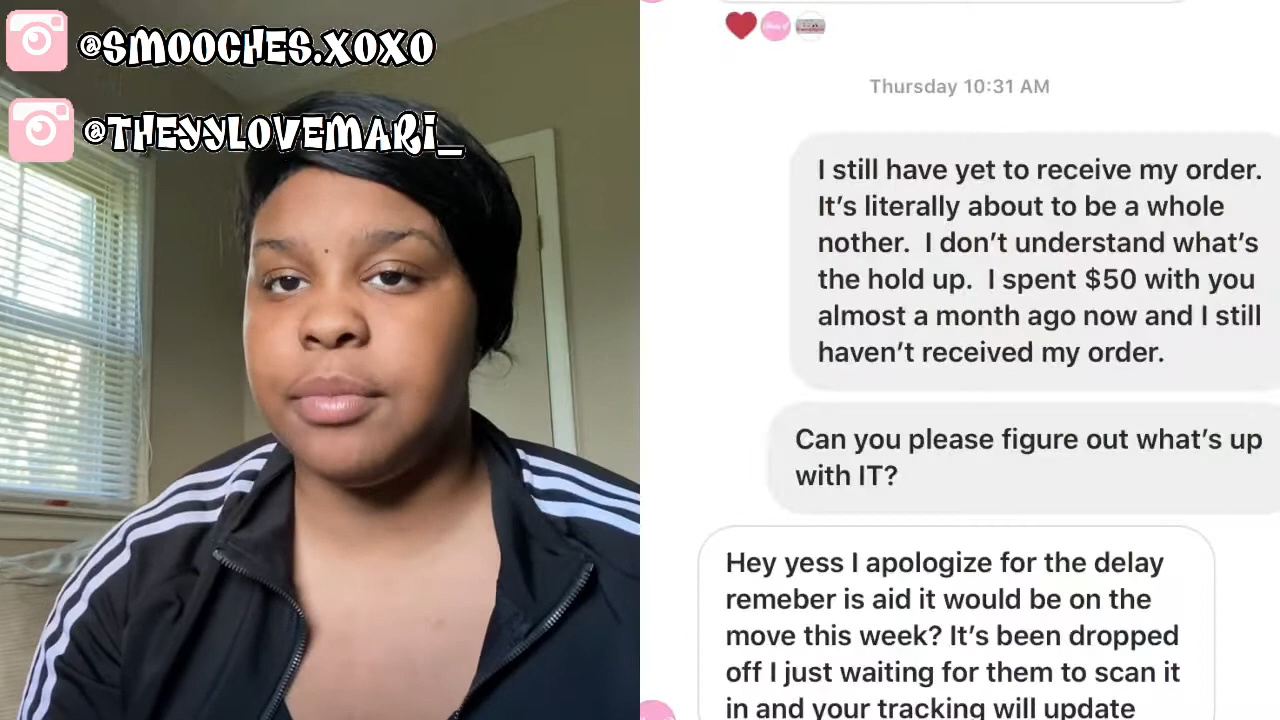 @SMOOCHES.XOXO
@THEYYLOVEMARI_
Thursday 10:31 AM
I still have yet to receive my order.
It’s literally about to be a whole
nother.  I don’t understand what’s
the hold up.  I spent $50 with you
almost a month ago now and I still
haven’t received my order.
Can you please figure out what’s up
with IT?
Hey yess I apologize for the delay
remeber is aid it would be on the
move this week? It’s been dropped
off I just waiting for them to scan it
in and your tracking will update